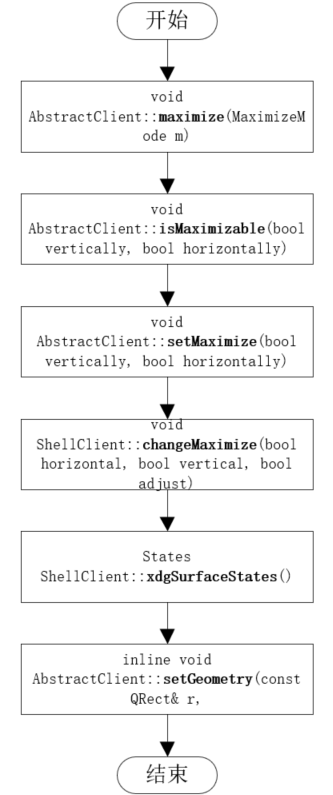 开始
void
AbstractClient::maximize(MaximizeM
ode m)
void
AbstractClient::isMaximizable(bool
vertically, bool horizontally)
void
AbstractClient::setMaximize(bool
vertically, bool horizontally)
void
ShellClient::changeMaximize(bool
horizontal, bool vertical, bool
adjust)
States
ShellClient::xdgSurfaceStates()
inline void
AbstractClient::setGeometry(const
QRect& r,
结束